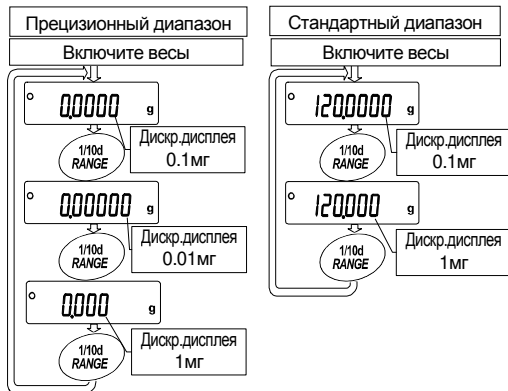 Прецизионный диапазон
Включите весы
0.0000 g
1/10d
RANGE
Дискр.дисплея
0.1мг
0.00000 g
1/10d
RANGE
Дискр.дисплея
0.01мг
0.000 g
1/10d
RANGE
Дискр.дисплея
1мг
Стандартный диапазон
Включите весы
120.0000 g
1/10d
RANGE
Дискр.дисплея
0.1мг
120.000 g
1/10d
RANGE
Дискр.дисплея
1мг